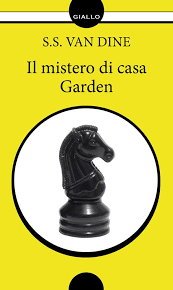 GIALLO
S.S. VAN DINE
Il mistero di casa
Garden